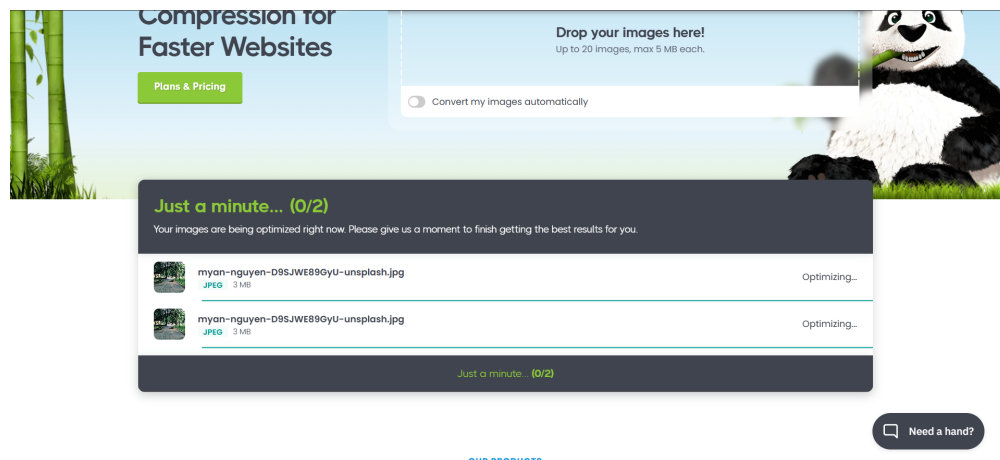 Compression for
Faster Websites
Plans & Pricing
Drop your images here!
Up to 20 images, max 5 MB each.
Convert my images automatically
Just a minute... (0/2)
Your images are being optimized right now. Please give us a moment to finish getting the best results for you.
myan-nguyen-D9SJWE89GyU-unsplash.jpg
JPEG 3 MB
Optimizing...
myan-nguyen-D9SJWE89GyU-unsplash.jpg
JPEG 3 MB
Optimizing...
Just a minute... (0/2)
Need a hand?
OUR PRODUCTS